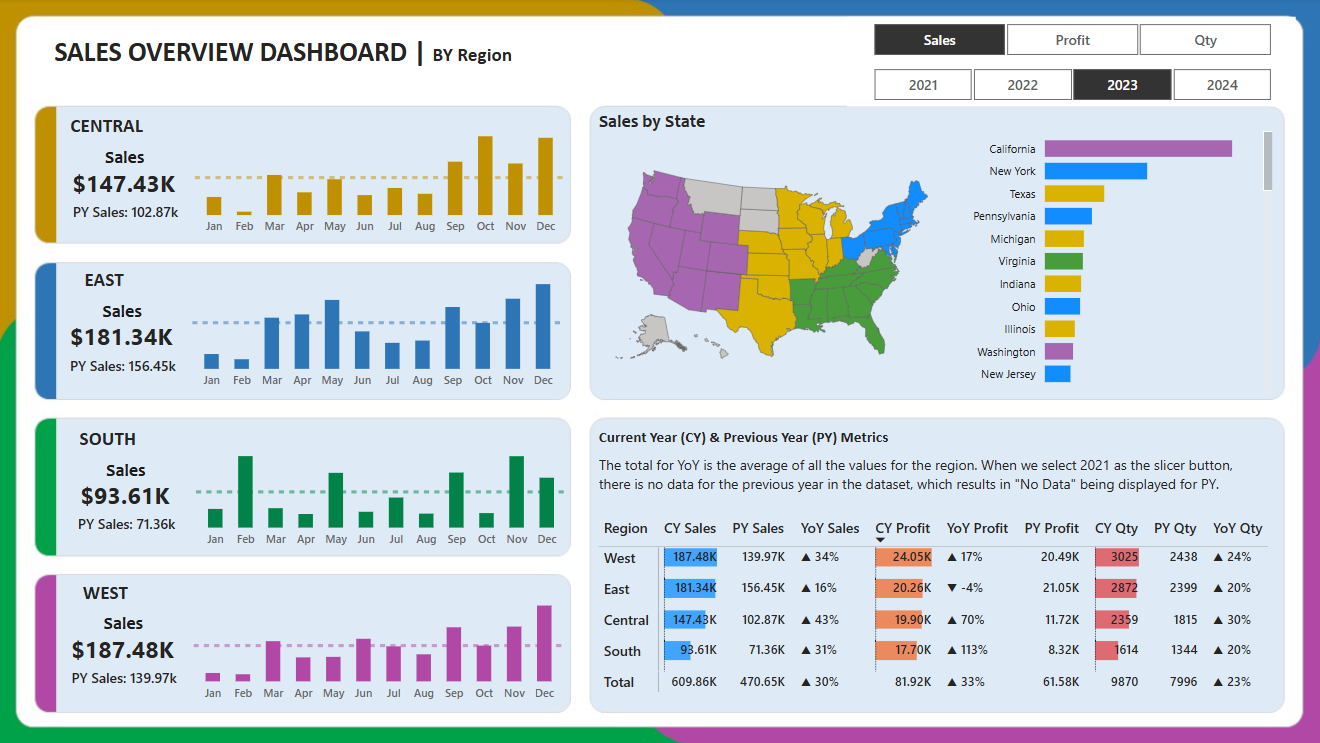 SALES OVERVIEW DASHBOARD | BY Region
Sales Profit Qty
2021 2022 2023 2024
CENTRAL
Sales
$147.43K
PY Sales: 102.87k
Jan Feb Mar Apr May Jun Jul Aug Sep Oct Nov Dec
EAST
Sales
$181.34K
PY Sales: 156.45k
Jan Feb Mar Apr May Jun Jul Aug Sep Oct Nov Dec
SOUTH
Sales
$93.61K
PY Sales: 71.36k
Jan Feb Mar Apr May Jun Jul Aug Sep Oct Nov Dec
WEST
Sales
$187.48K
PY Sales: 139.97k
Jan Feb Mar Apr May Jun Jul Aug Sep Oct Nov Dec
Sales by State
California
New York
Texas
Pennsylvania
Michigan
Virginia
Indiana
Ohio
Illinois
Washington
New Jersey
Current Year (CY) & Previous Year (PY) Metrics
The total for YoY is the average of all the values for the region. When we select 2021 as the slicer button,
there is no data for the previous year in the dataset, which results in "No Data" being displayed for PY.
Region CY Sales PY Sales YoY Sales CY Profit YoY Profit PY Profit CY Qty PY Qty YoY Qty
West 187.48K 139.97K ▲ 34% 24.05K ▲ 17% 20.49K 3025 2438 ▲ 24%
East 181.34K 156.45K ▲ 16% 20.26K ▼ -4% 21.05K 2872 2399 ▲ 20%
Central 147.43K 102.87K ▲ 43% 19.90K ▲ 70% 11.72K 2359 1815 ▲ 30%
South 93.61K 71.36K ▲ 31% 17.70K ▲ 113% 8.32K 1614 1344 ▲ 20%
Total 609.86K 470.65K ▲ 30% 81.92K ▲ 33% 61.58K 9870 7996 ▲ 23%